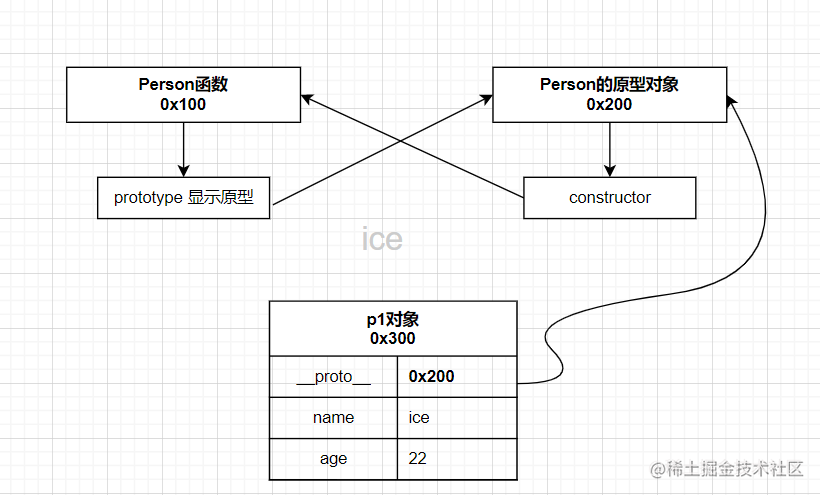 Person函数
0x100
Person的原型对象
0x200
prototype 显示原型
constructor
ice
p1对象
0x300
__proto__ 0x200
name ice
age 22
@稀土掘金技术社区